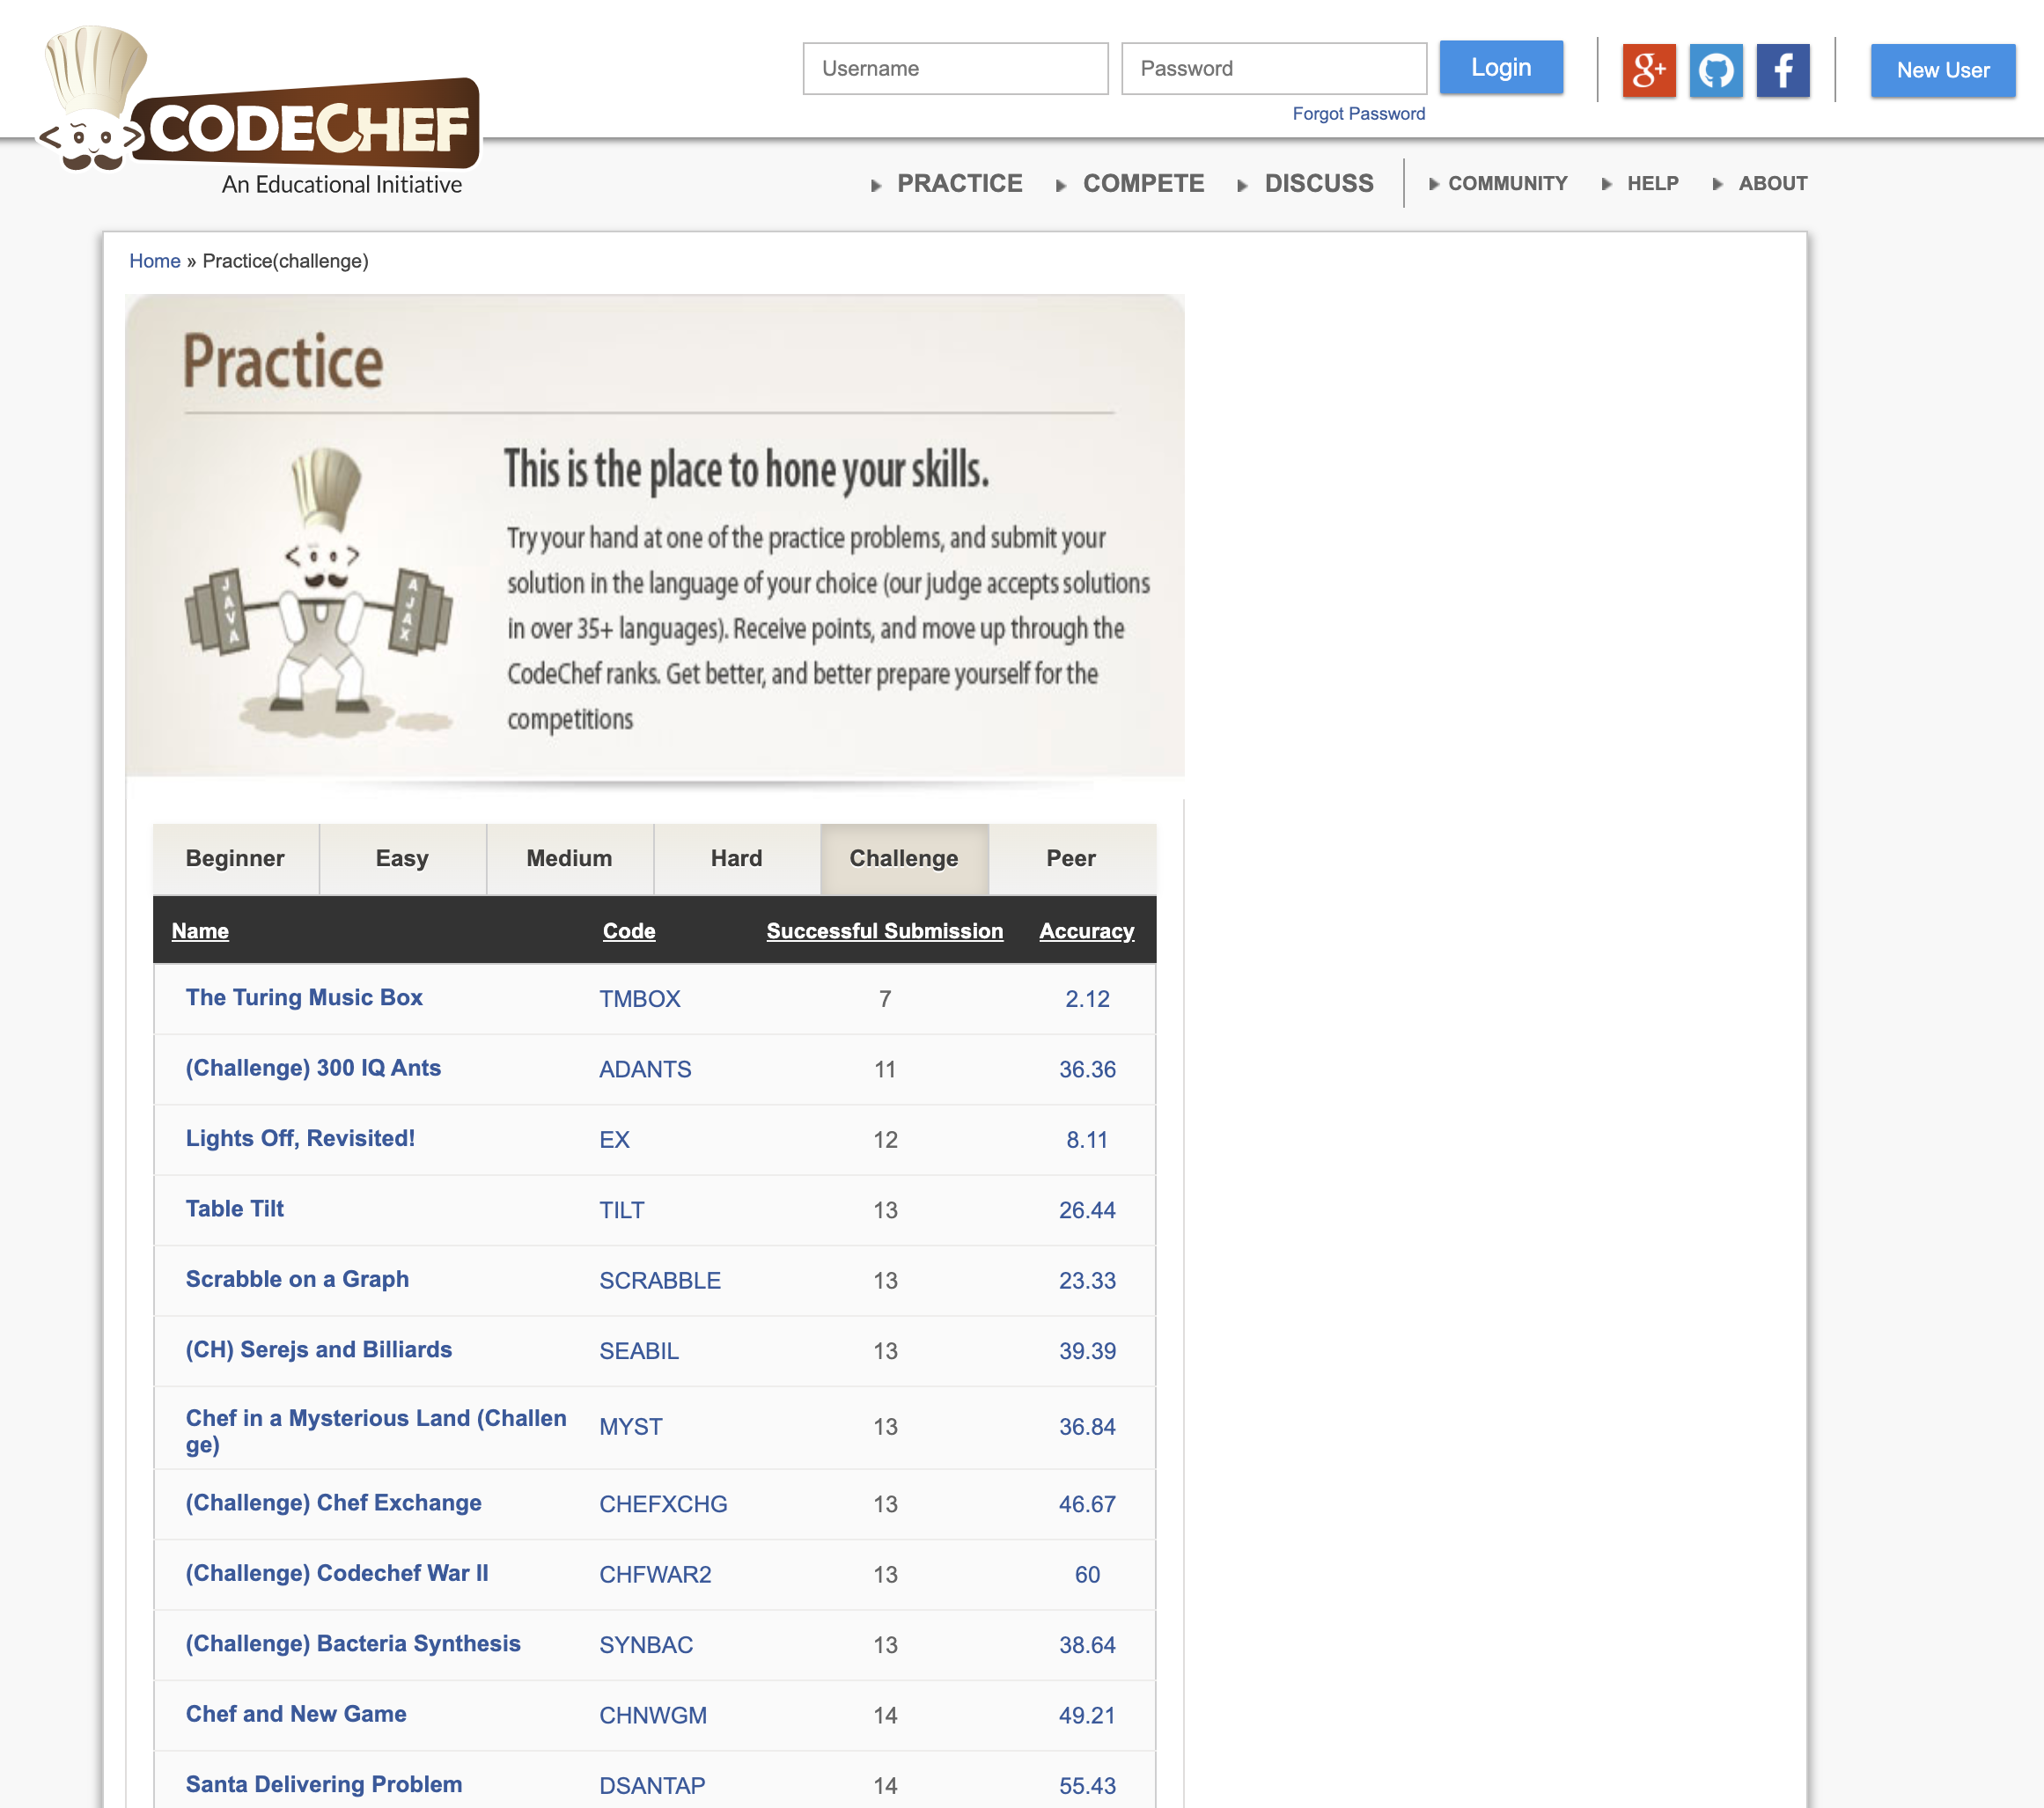 CODECHEF
An Educational Initiative
Username
Password
Login
Forgot Password
g+
f
New User
PRACTICE
COMPETE
DISCUSS
COMMUNITY
HELP
ABOUT
Home » Practice(challenge)
Practice
JAVA
AJAX
This is the place to hone your skills.
Try your hand at one of the practice problems, and submit your
solution in the language of your choice (our judge accepts solutions
in over 35+ languages). Receive points, and move up through the
CodeChef ranks. Get better, and better prepare yourself for the
competitions
Beginner Easy Medium Hard Challenge Peer
Name Code Successful Submission Accuracy
The Turing Music Box TMBOX 7 2.12
(Challenge) 300 IQ Ants ADANTS 11 36.36
Lights Off, Revisited! EX 12 8.11
Table Tilt TILT 13 26.44
Scrabble on a Graph SCRABBLE 13 23.33
(CH) Serejs and Billiards SEABIL 13 39.39
Chef in a Mysterious Land (Challen
ge) MYST 13 36.84
(Challenge) Chef Exchange CHEFXCHG 13 46.67
(Challenge) Codechef War II CHFWAR2 13 60
(Challenge) Bacteria Synthesis SYNBAC 13 38.64
Chef and New Game CHNWGM 14 49.21
Santa Delivering Problem DSANTAP 14 55.43